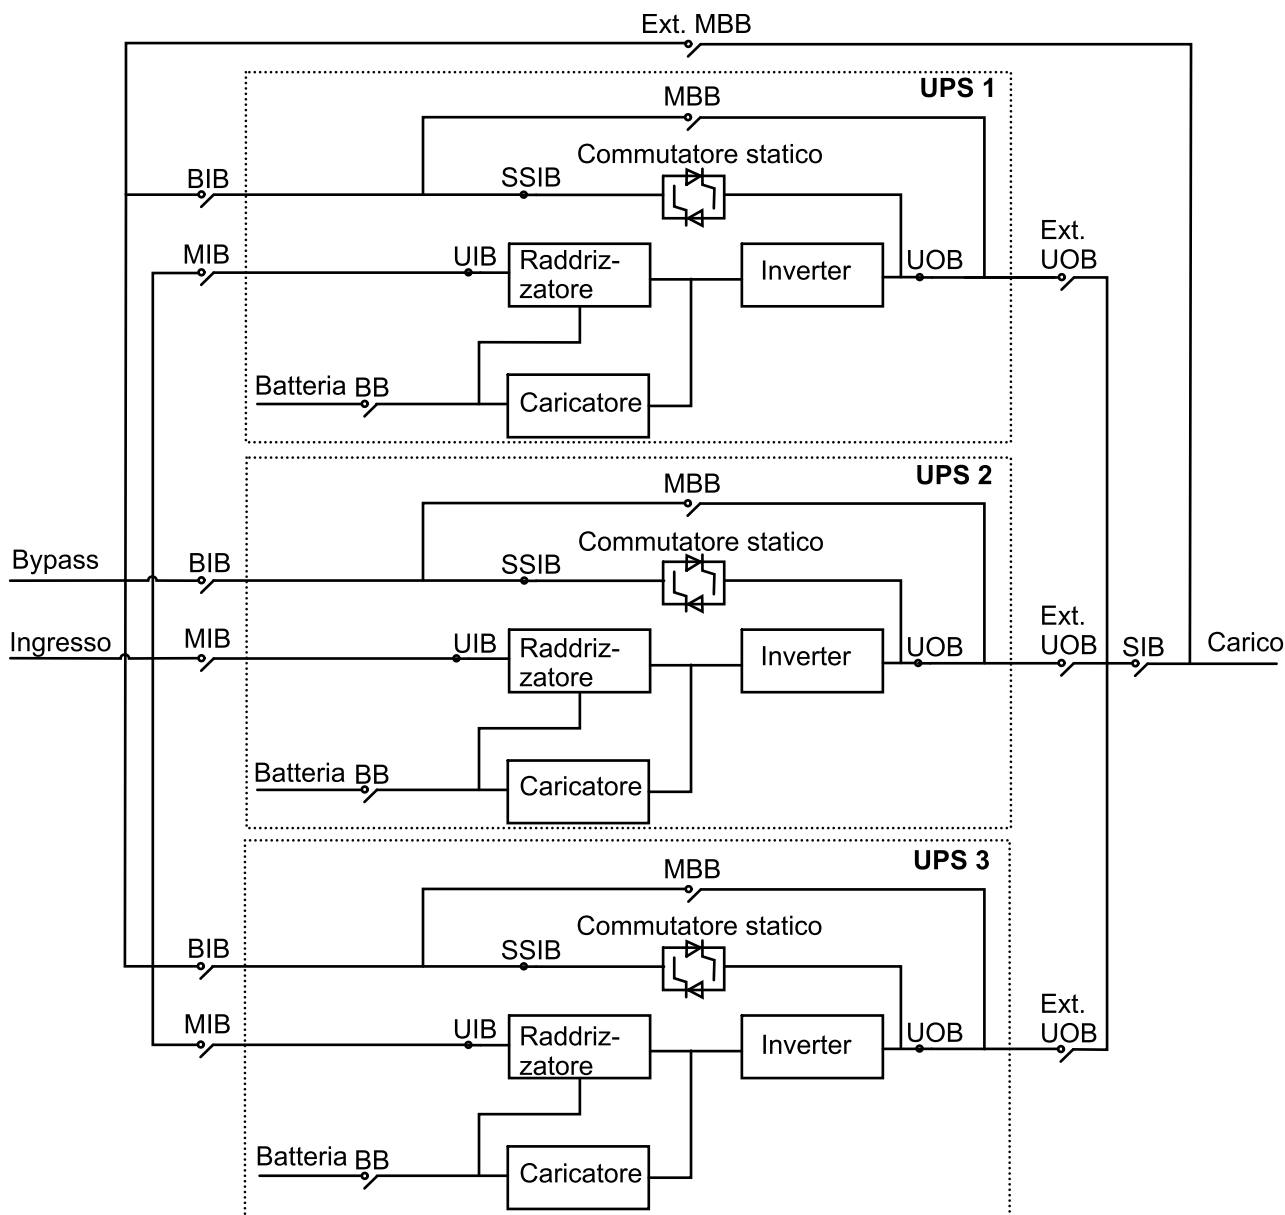 Ext. MBB
UPS 1
MBB
Commutatore statico
BIB
SSIB
MIB
UIB
Raddriz-
zatore
Inverter
UOB
Ext.
UOB
Batteria BB
Caricatore
UPS 2
MBB
Commutatore statico
Bypass
BIB
SSIB
Ingresso
MIB
UIB
Raddriz-
zatore
Inverter
UOB
Ext.
UOB
SIB
Carico
Batteria BB
Caricatore
UPS 3
MBB
Commutatore statico
BIB
SSIB
MIB
UIB
Raddriz-
zatore
Inverter
UOB
Ext.
UOB
Batteria BB
Caricatore